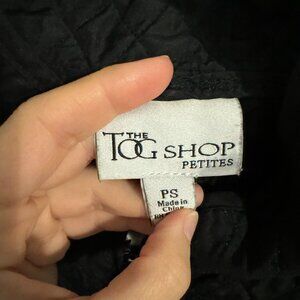 THE
TOG SHOP
PETITES
PS
Made in
China